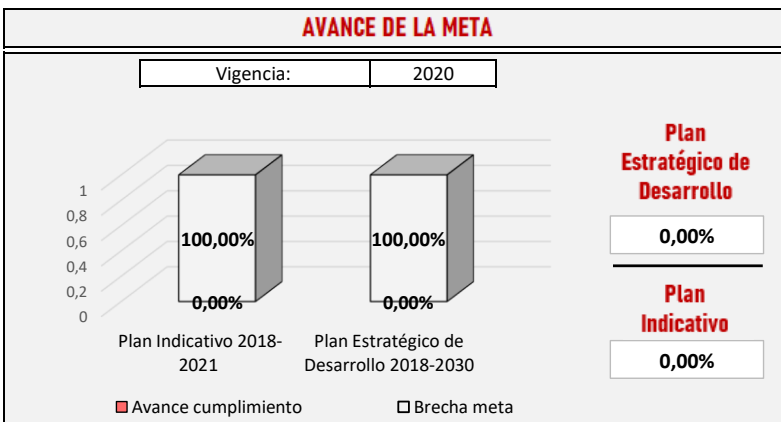 AVANCE DE LA META
Vigencia: 2020
1
0,8
0,6
0,4
0,2
0
100,00%
0,00%
100,00%
0,00%
Plan Indicativo 2018-
2021
Plan Estratégico de
Desarrollo 2018-2030
Avance cumplimiento
Brecha meta
Plan
Estratégico de
Desarrollo
0,00%
Plan
Indicativo
0,00%